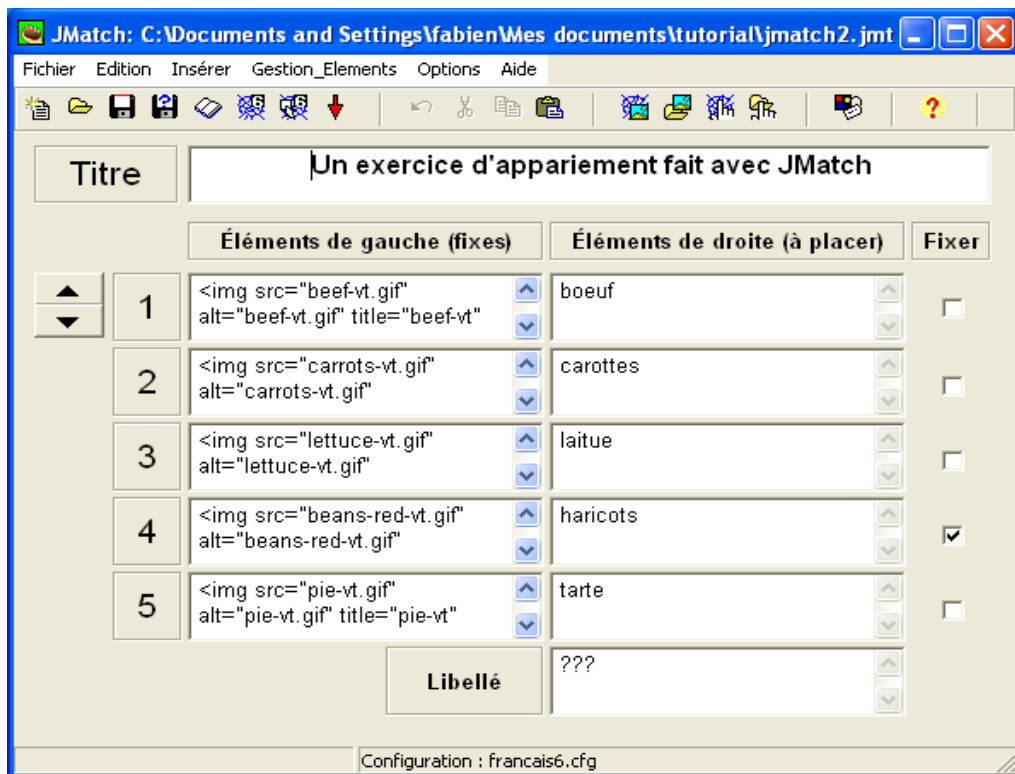 JMatch: C:\Documents and Settings\fabien\Mes documents\tutorial\jmatch2.jmt
Fichier Edition Insérer Gestion_Elements Options Aide
Titre
Un exercice d'appariement fait avec JMatch
Éléments de gauche (fixes) Éléments de droite (à placer) Fixer
1
<img src="beef-vt.gif"
alt="beef-vt.gif" title="beef-vt"
boeuf
2
<img src="carrots-vt.gif"
alt="carrots-vt.gif"
carottes
3
<img src="lettuce-vt.gif"
alt="lettuce-vt.gif"
laitue
4
<img src="beans-red-vt.gif"
alt="beans-red-vt.gif"
haricots
5
<img src="pie-vt.gif"
alt="pie-vt.gif" title="pie-vt"
tarte
Libellé
???
Configuration : francais6.cfg